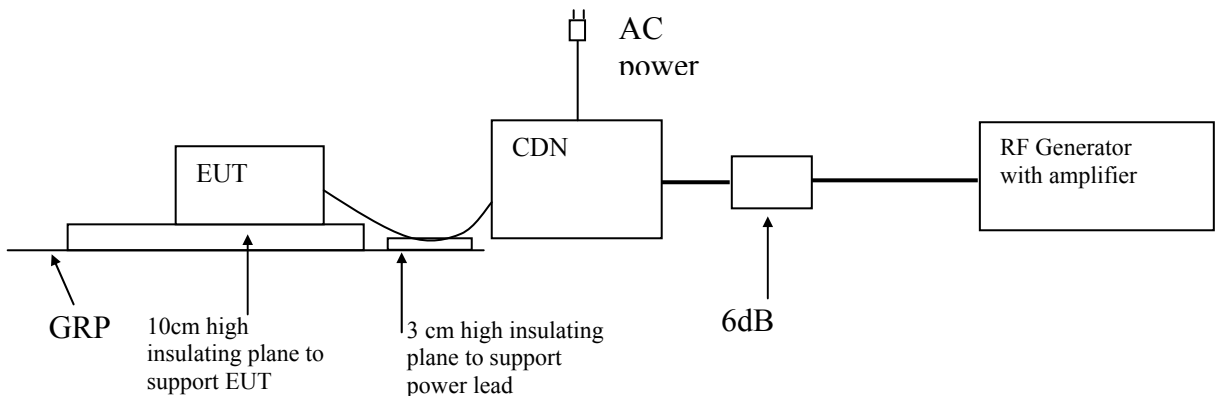 AC
power
EUT
CDN
RF Generator
with amplifier
GRP
10cm high
insulating plane to
support EUT
3 cm high insulating
plane to support
power lead
6dB